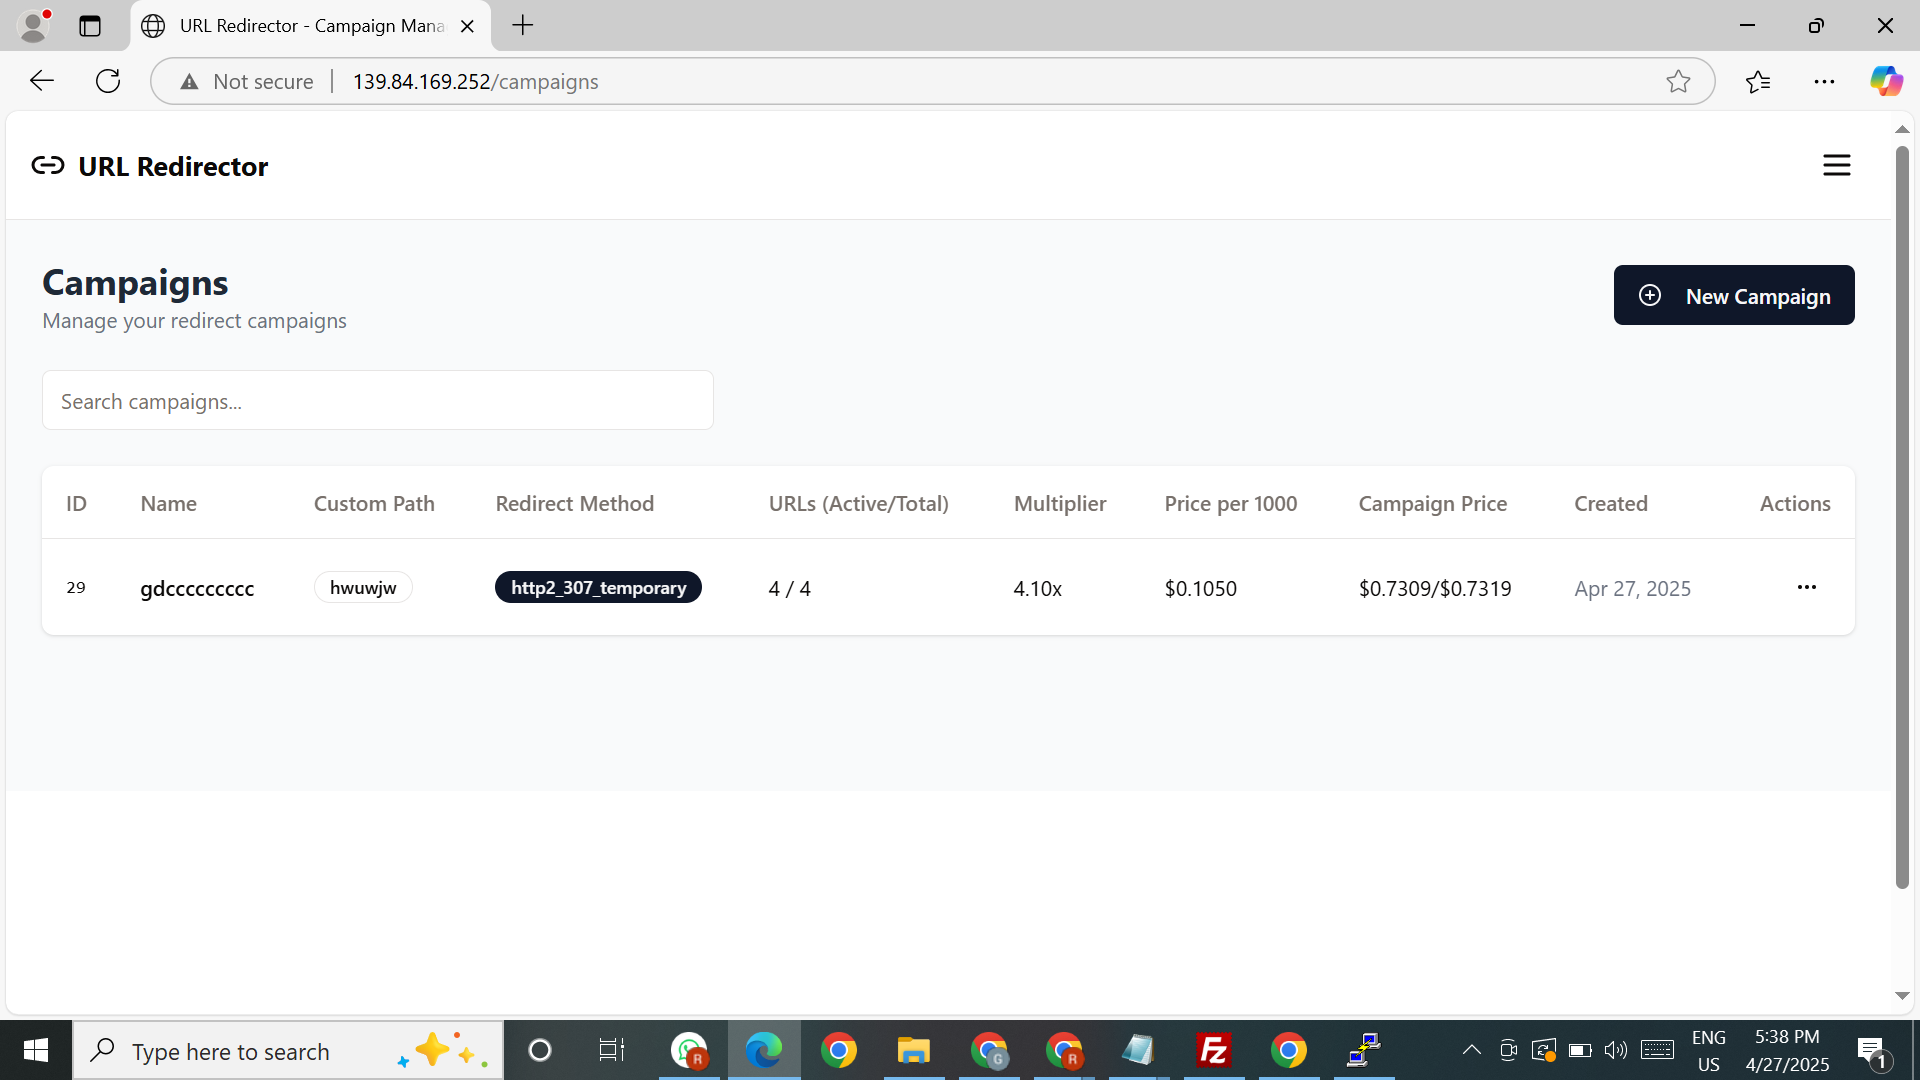 URL Redirector - Campaign Mana
Not secure
139.84.169.252/campaigns
URL Redirector
Campaigns
Manage your redirect campaigns
New Campaign
Search campaigns...
ID Name Custom Path Redirect Method URLs (Active/Total) Multiplier Price per 1000 Campaign Price Created Actions
29 gdcccccccccc hwuwjw http2_307_temporary 4 / 4 4.10x $0.1050 $0.7309/$0.7319 Apr 27, 2025
Type here to search
R
G
R
FZ
ENG
US
5:38 PM
4/27/2025
1